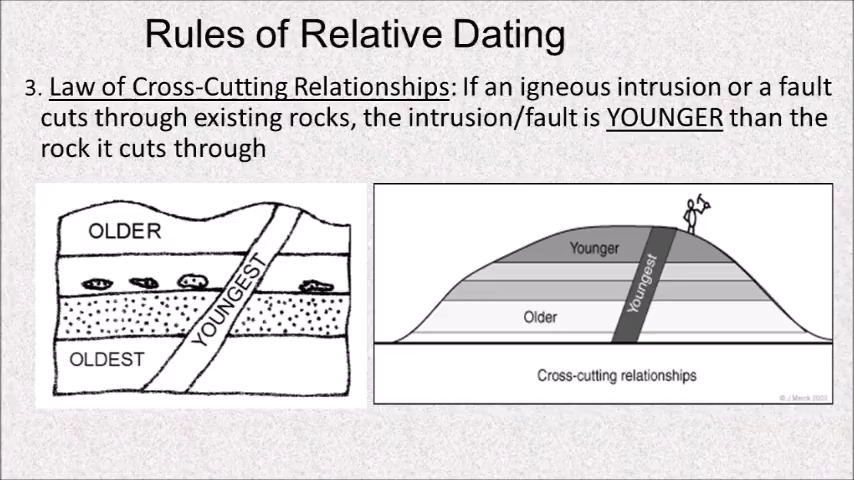 Rules of Relative Dating
3. Law of Cross-Cutting Relationships: If an igneous intrusion or a fault
cuts through existing rocks, the intrusion/fault is YOUNGER than the
rock it cuts through
OLDER
YOUNGEST
OLDEST
Younger
Youngest
Older
Cross-cutting relationships